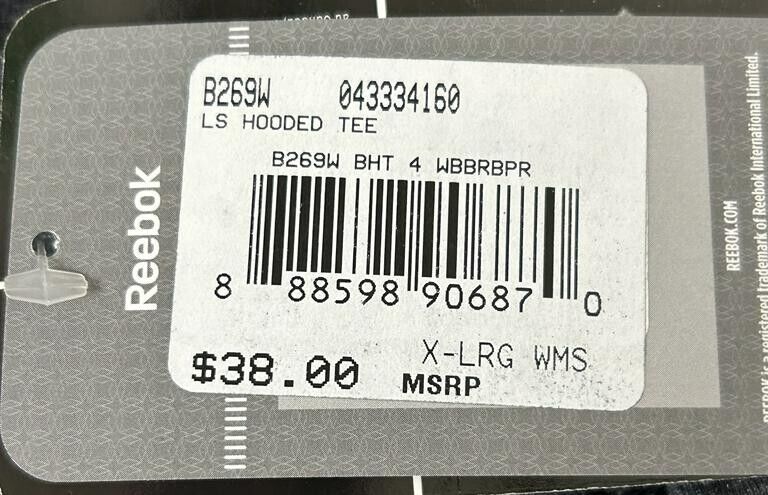 B269W 043334160
LS HOODED TEE
B269W BHT 4 WBBRBPR
8 88598 90687 0
X-LRG WMS
$38.00 MSRP
Reebok
REEBOK.COM
REEBOK is a registered trademark of Reebok International Limited.